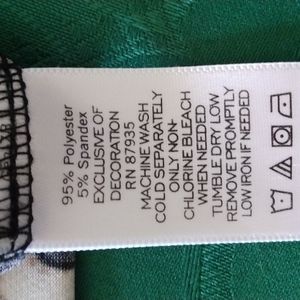 95% Polyester
5% Spandex
EXCLUSIVE OF
DECORATION
RN 87935
MACHINE WASH
COLD SEPARATELY
ONLY NON-
CHLORINE BLEACH
WHEN NEEDED
TUMBLE DRY LOW
REMOVE PROMPTLY
LOW IRON IF NEEDED